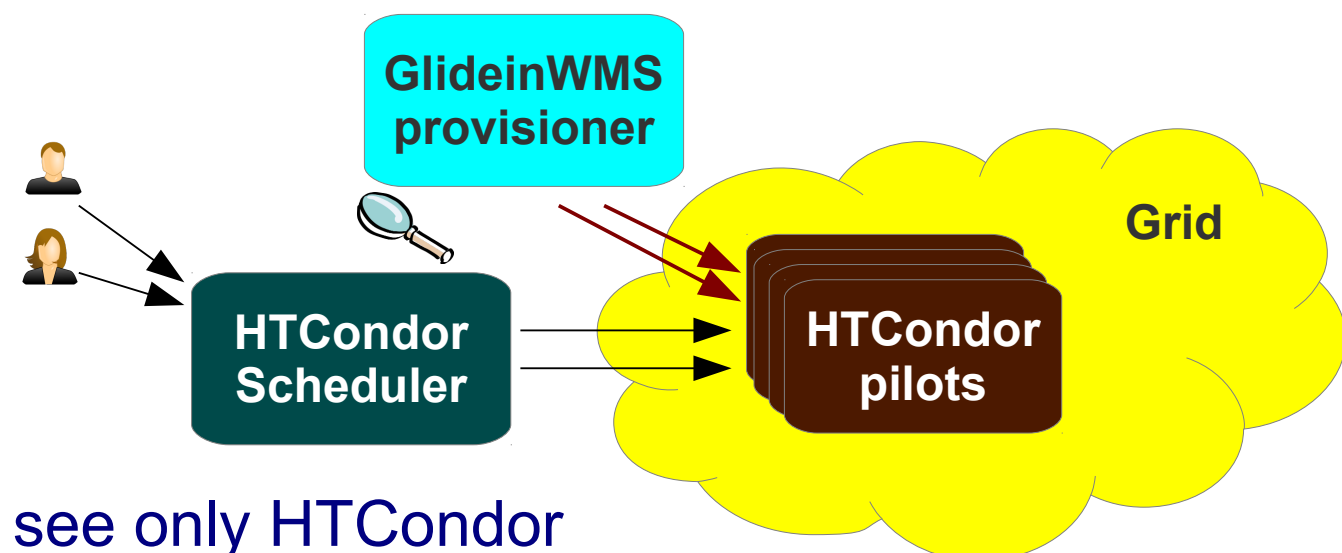 GlideinWMS
provisioner
Grid
HTCondor
Scheduler
HTCondor
pilots
see only HTCondor